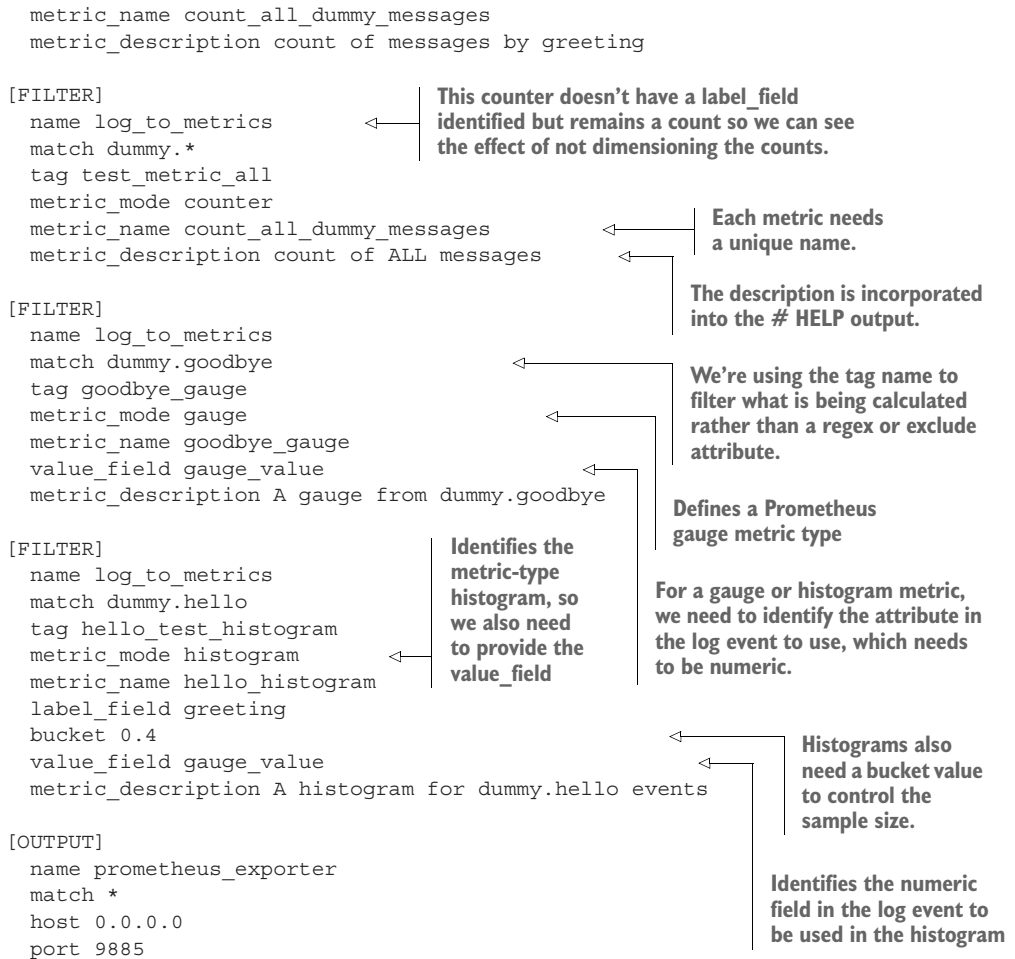 metric_name count_all_dummy_messages
metric_description count of messages by greeting
[FILTER]
name log_to_metrics
match dummy.*
tag test_metric_all
metric_mode counter
metric_name count_all_dummy_messages
metric_description count of ALL messages
This counter doesn't have a label_field
identified but remains a count so we can see
the effect of not dimensioning the counts.
Each metric needs
a unique name.
The description is incorporated
into the # HELP output.
[FILTER]
name log_to_metrics
match dummy.goodbye
tag goodbye_gauge
metric_mode gauge
metric_name goodbye_gauge
value_field gauge_value
metric_description A gauge from dummy.goodbye
We're using the tag name to
filter what is being calculated
rather than a regex or exclude
attribute.
Defines a Prometheus
gauge metric type
For a gauge or histogram metric,
we need to identify the attribute in
the log event to use, which needs
to be numeric.
[FILTER]
name log_to_metrics
match dummy.hello
tag hello_test_histogram
metric_mode histogram
metric_name hello_histogram
label_field greeting
bucket 0.4
value_field gauge_value
metric_description A histogram for dummy.hello events
Identifies the
metric-type
histogram, so
we also need
to provide the
value_field
Histograms also
need a bucket value
to control the
sample size.
Identifies the numeric
field in the log event to
be used in the histogram
[OUTPUT]
name prometheus_exporter
match *
host 0.0.0.0
port 9885